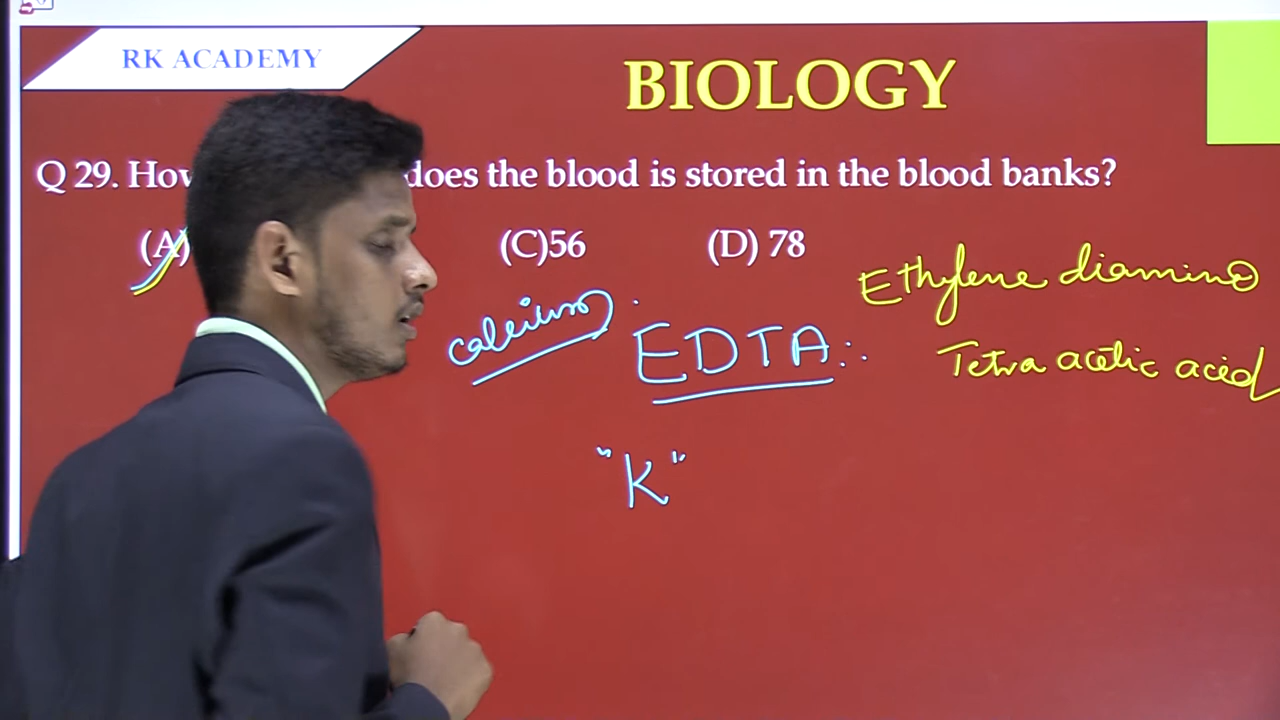 RK ACADEMY
BIOLOGY
Q 29. How does the blood is stored in the blood banks?
(A) (C)56 (D) 78
Ethylene diamine
calcium
EDTA:
Tetra acetic acid
"K"